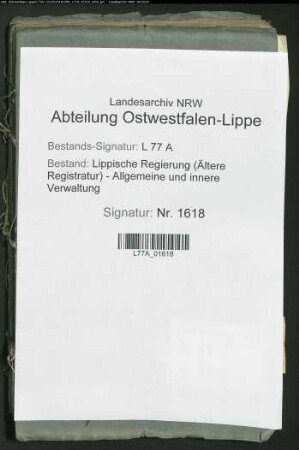 Landesarchiv NRW
Abteilung Ostwestfalen-Lippe
Bestands-Signatur: L 77 A
Bestand: Lippische Regierung (Ältere
Registratur) - Allgemeine und innere
Verwaltung
Signatur: Nr. 1618
L77A_01618